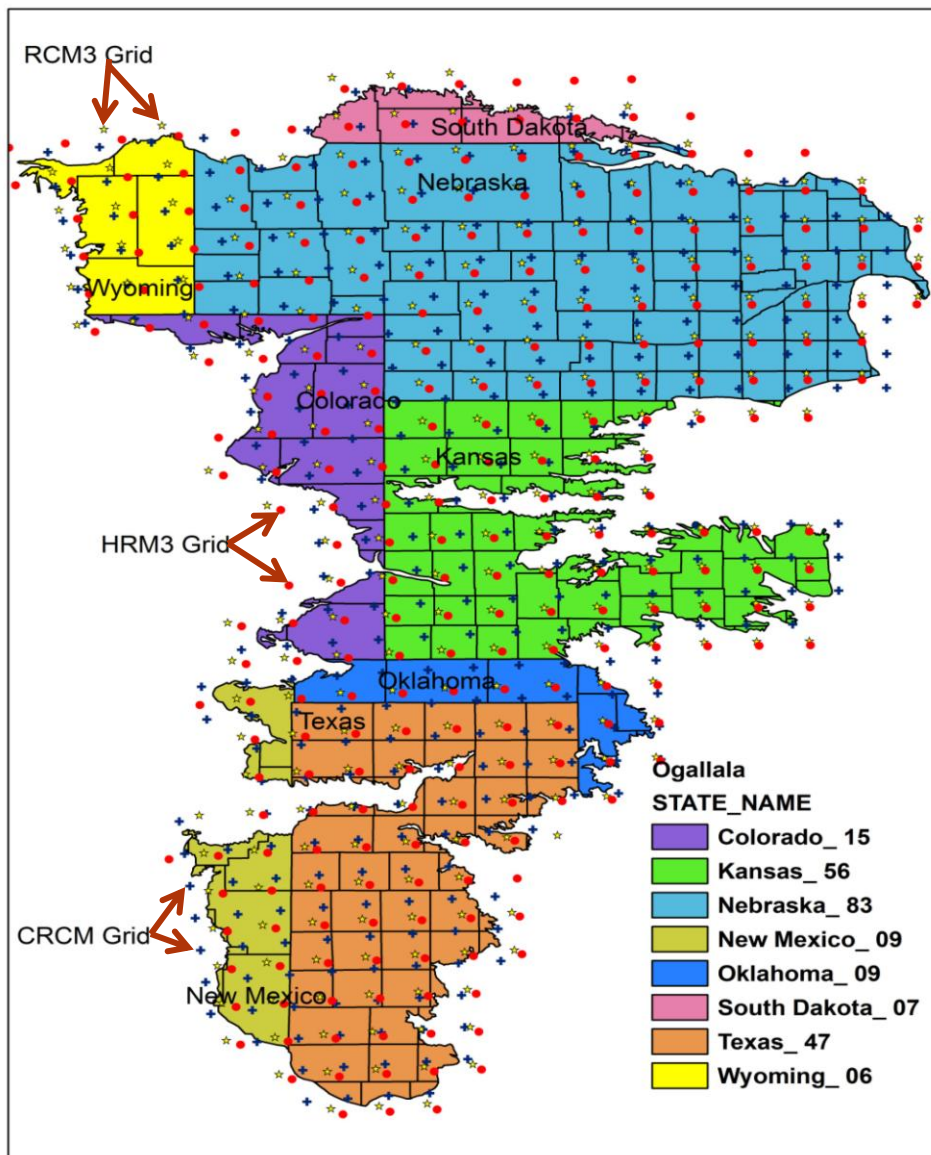 RCM3 Grid
South Dakota
Nebraska
Wyoming
Colorado
Kansas
HRM3 Grid
Oklahoma
Texas
CRCM Grid
New Mexico
Ogallala
STATE_NAME
Colorado_ 15
Kansas_ 56
Nebraska_ 83
New Mexico_ 09
Oklahoma_ 09
South Dakota_ 07
Texas_ 47
Wyoming_ 06